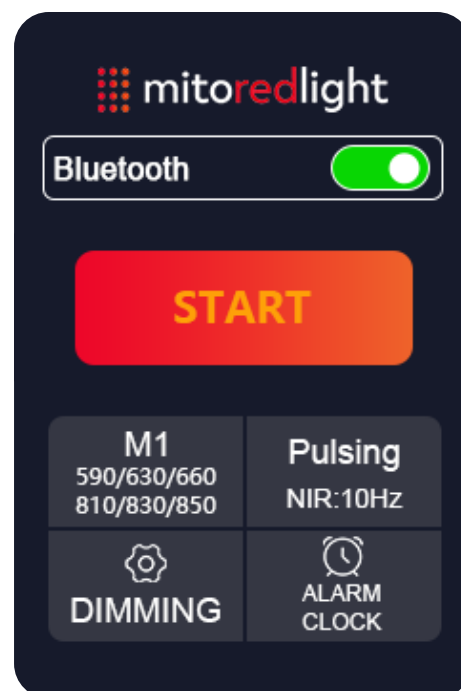 mitoredlight
Bluetooth
START
M1
590/630/660
810/830/850
Pulsing
NIR:10Hz
DIMMING
ALARM
CLOCK